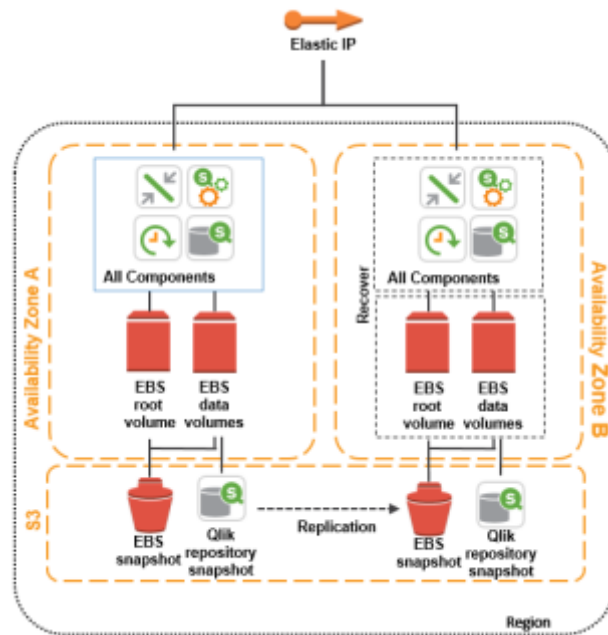 Elastic IP
Availability Zone A
All Components
EBS
root
volume
EBS
data
volumes
Recover
All Components
EBS
root
volume
EBS
data
volumes
Availability Zone B
S3
EBS
snapshot
Qlik
repository
snapshot
Replication
EBS
snapshot
Qlik
repository
snapshot
Region